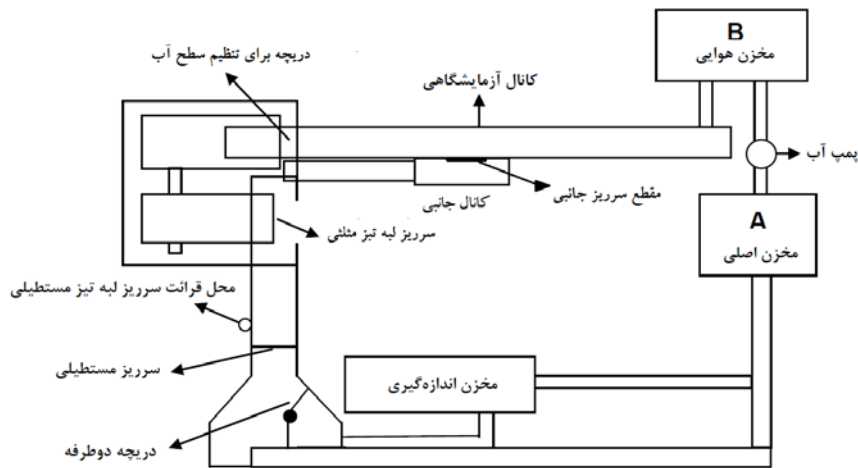 B
مخزن هوایی
دریچه برای تنظیم سطح آب
کانال آزمایشگاهی
پمپ آب
مقطع سرریز جانبی
کانال جانبی
A
مخزن اصلی
سرریز لبه تیز مثلثی
محل قرائت سرریز لبه تیز مستطیلی
سرریز مستطیلی
مخزن اندازه‌گیری
دریچه دوطرفه